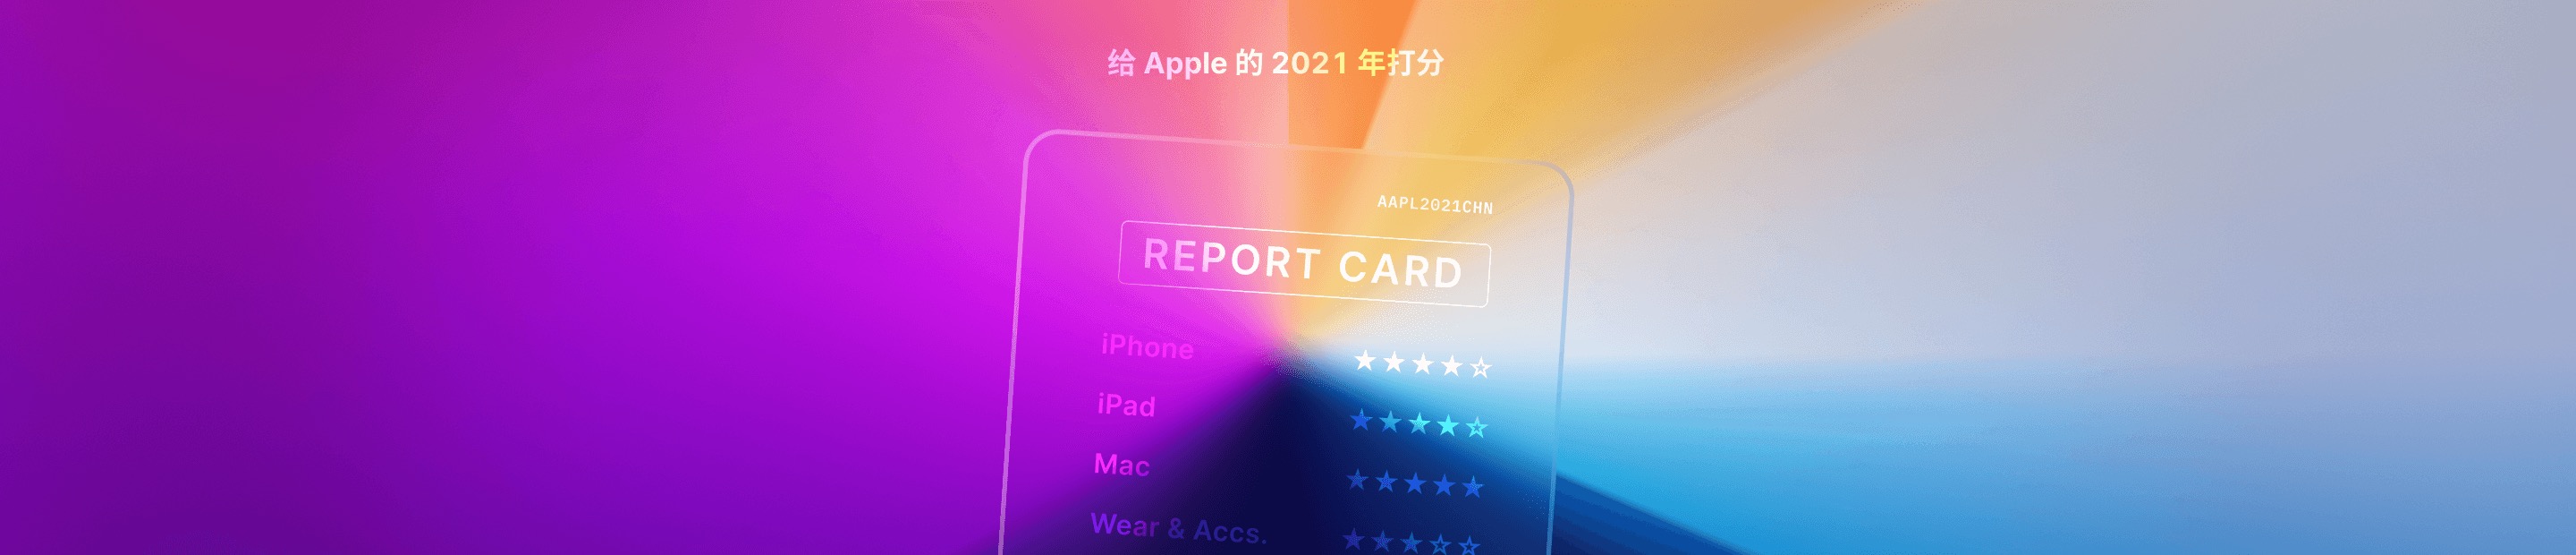 给 Apple 的 2021 年打分
AAPL2021CHN
REPORT CARD
iPhone ★★★★☆
iPad ★★★★☆
Mac ★★★★★
Wear & Accs. ★★★☆☆